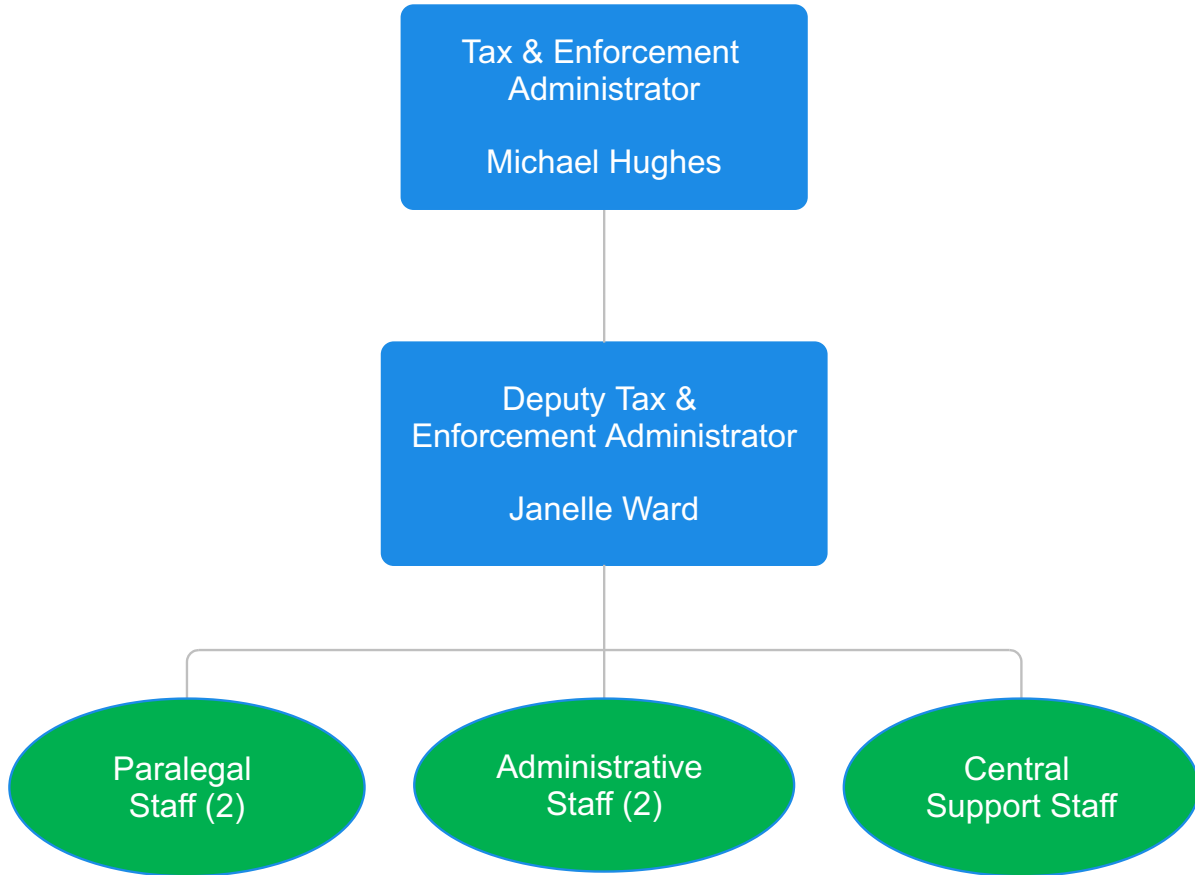 Tax & Enforcement
Administrator
Michael Hughes
Deputy Tax &
Enforcement Administrator
Janelle Ward
Paralegal
Staff (2)
Administrative
Staff (2)
Central
Support Staff